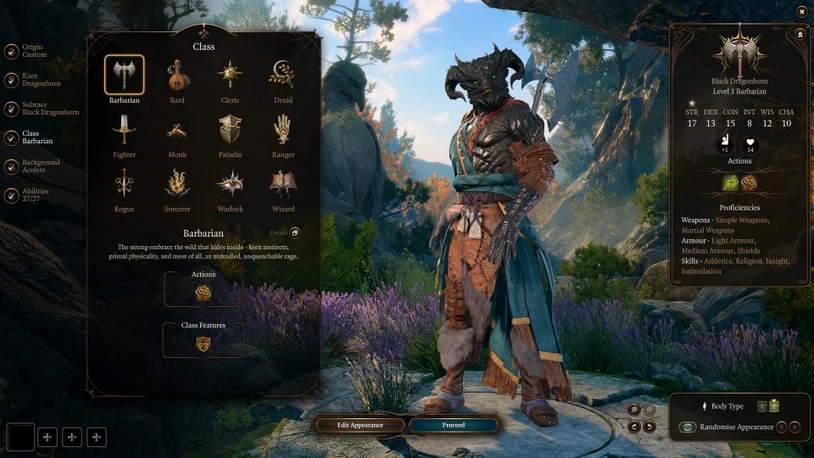 Origin
Custom
Race
Dragonborn
Subrace
Black Dragonborn
Class
Barbarian
Background
Acolyte
Abilities
27/27
Class
Barbarian
Bard
Cleric
Druid
Fighter
Monk
Paladin
Ranger
Rogue
Sorcerer
Warlock
Wizard
Barbarian
Details
The strong embrace the wild that hides inside - keen instincts,
primal physicality, and most of all, an unbridled, unquenchable rage.
Actions
Class Features
Edit Appearance
Proceed
Black Dragonborn
Level 1 Barbarian
STR DEX CON INT WIS CHA
17 13 15 8 12 10
+1 14
Actions
Proficiencies
Weapons - Simple Weapons,
Martial Weapons
Armour - Light Armour,
Medium Armour, Shields
Skills - Athletics, Religion, Insight,
Intimidation
Body Type
Randomise Appearance